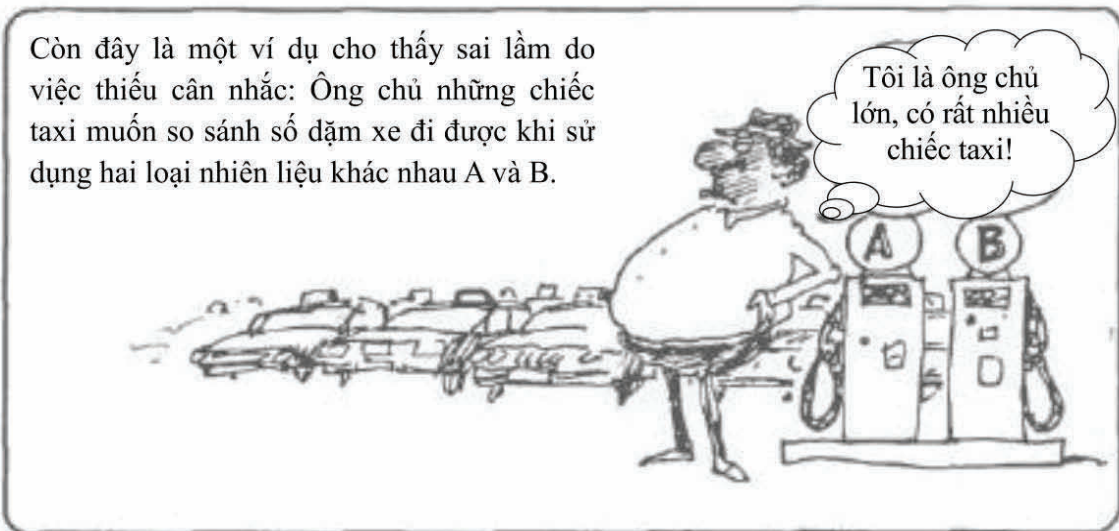 Còn đây là một ví dụ cho thấy sai lầm do
việc thiếu cân nhắc: Ông chủ những chiếc
taxi muốn so sánh số dặm xe đi được khi sử
dụng hai loại nhiên liệu khác nhau A và B.
Tôi là ông chủ
lớn, có rất nhiều
chiếc taxi!
A
B